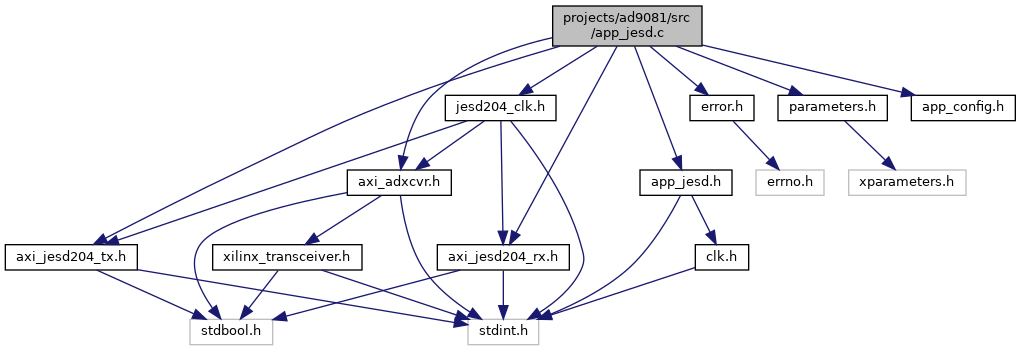 projects/ad9081/src
/app_jesd.c
jesd204_clk.h
error.h
parameters.h
app_config.h
axi_adxcvr.h
app_jesd.h
errno.h
xparameters.h
axi_jesd204_tx.h
xilinx_transceiver.h
axi_jesd204_rx.h
clk.h
stdbool.h
stdint.h